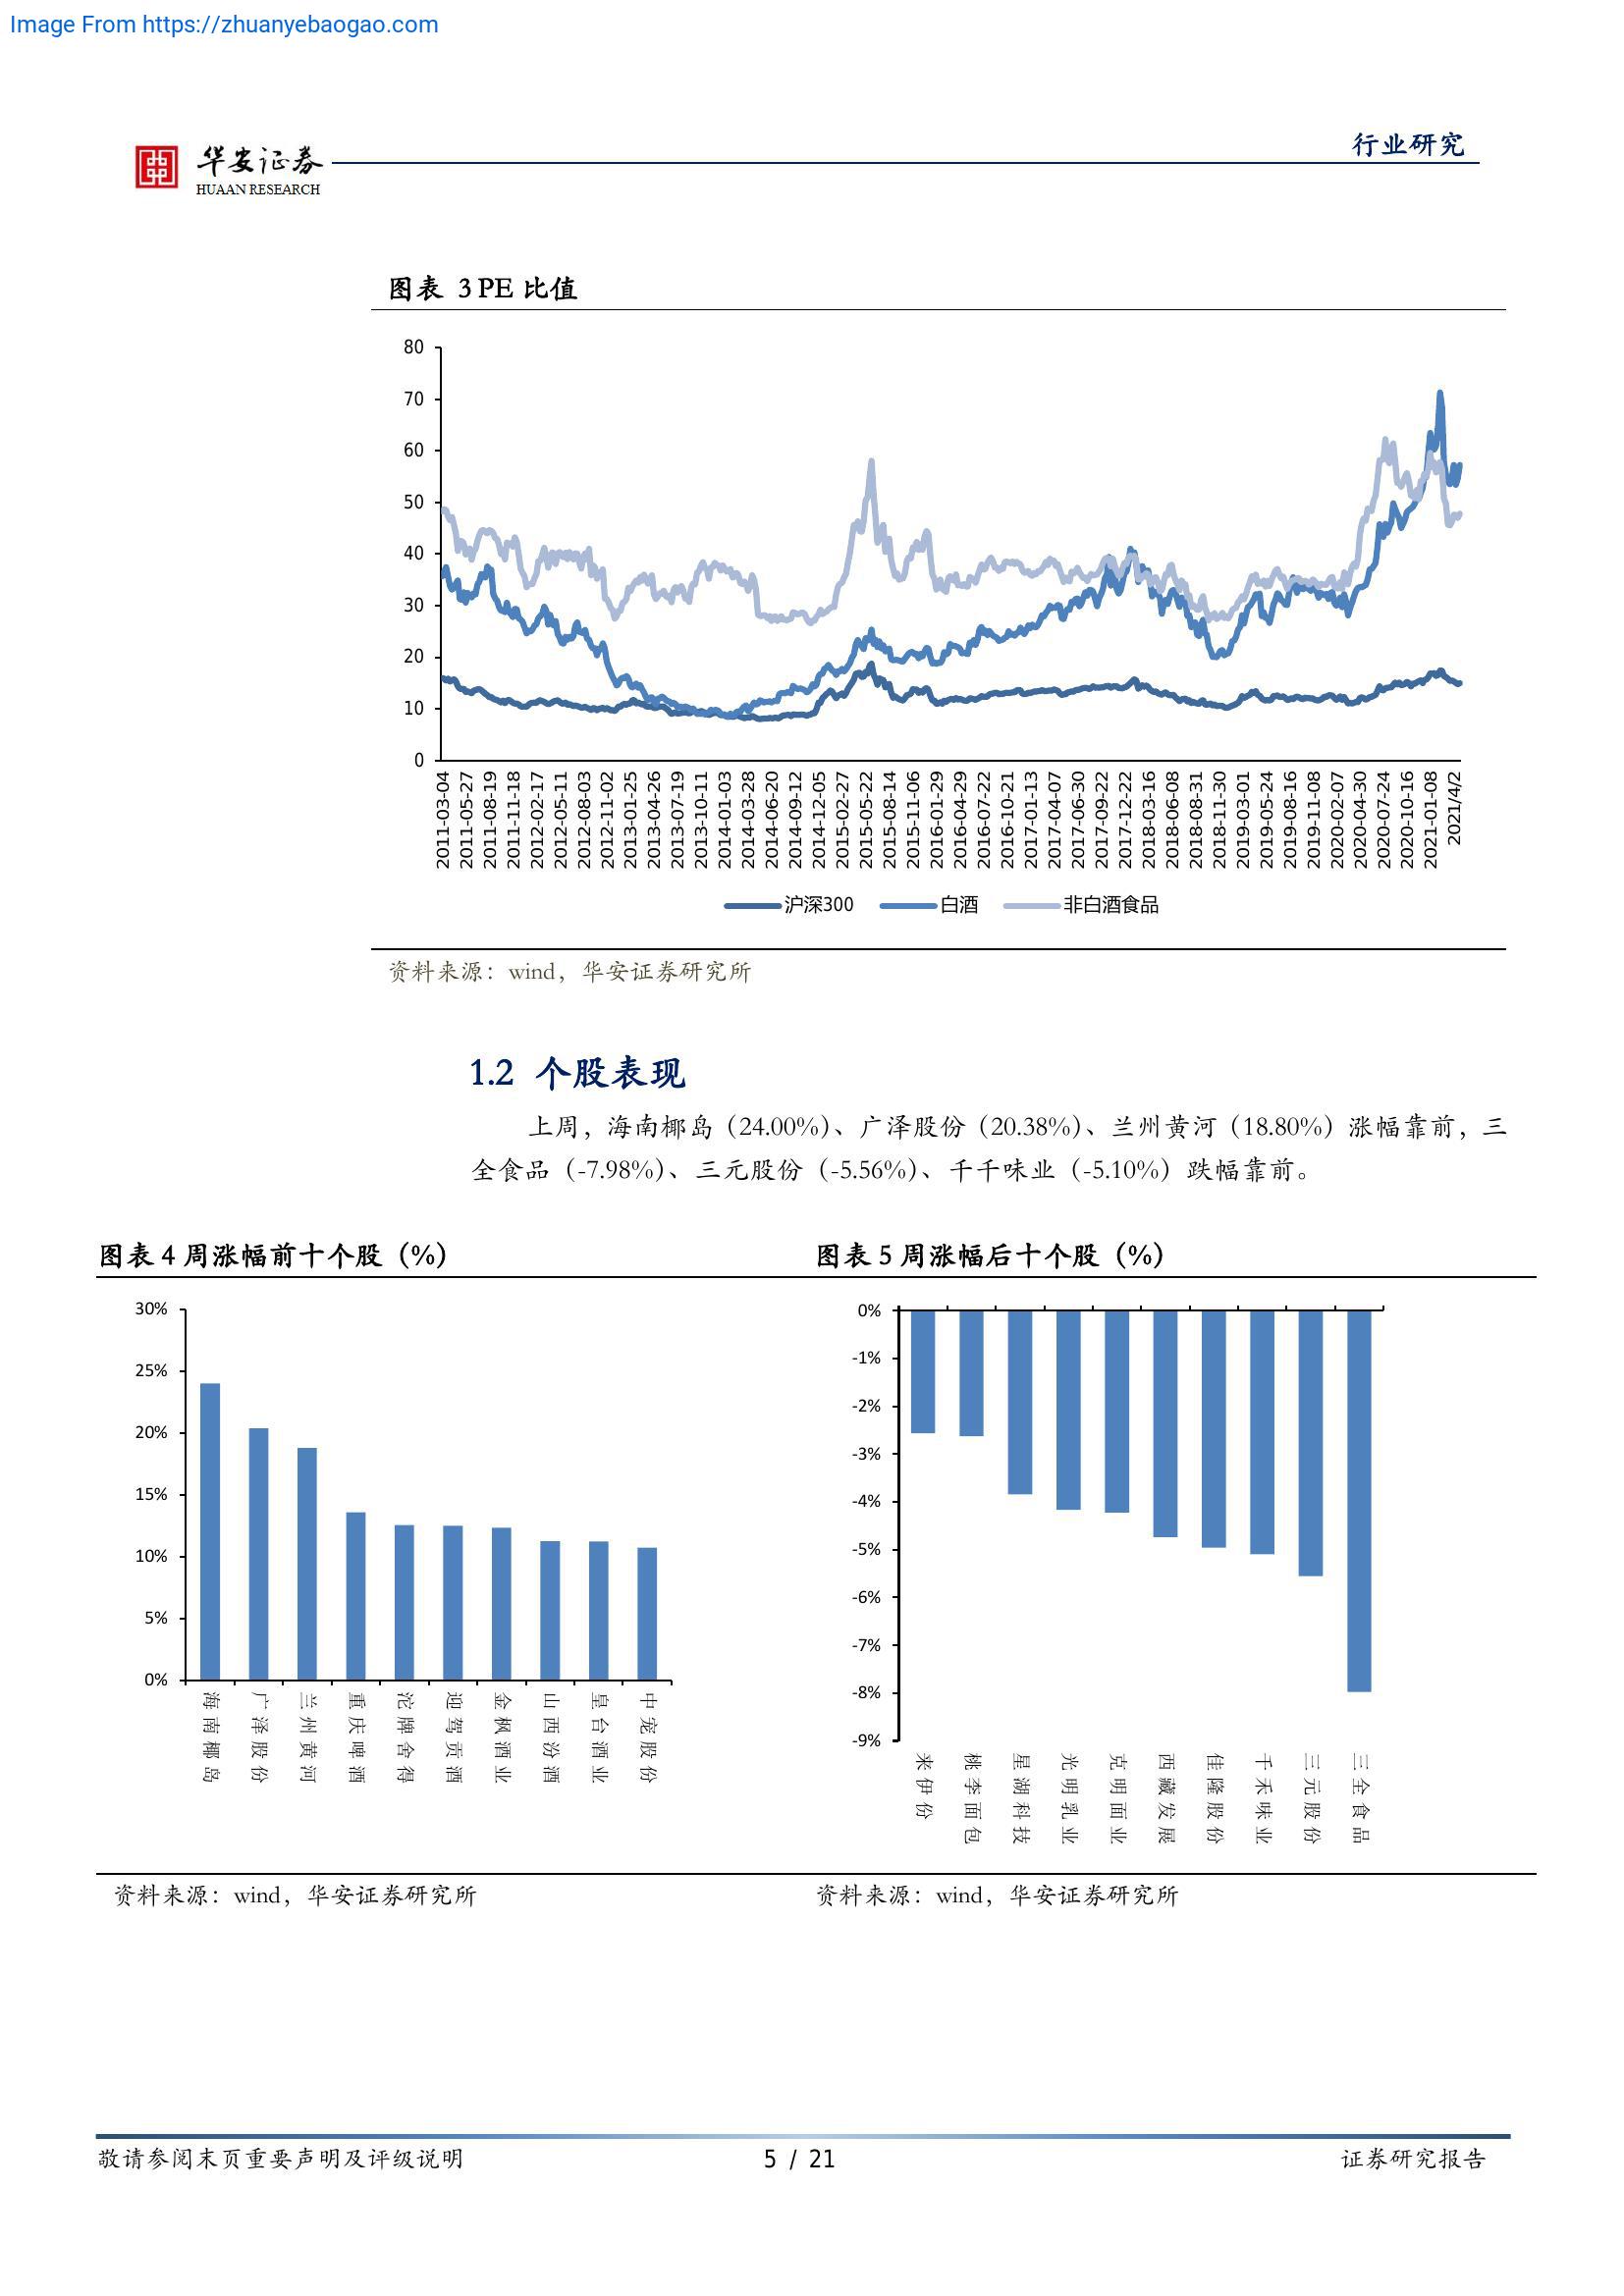 Image From https://zhuanyebaogao.com
华安证券
HUAAN RESEARCH
行业研究
图表 3 PE 比值
80
70
60
50
40
30
20
10
0
2011-03-04
2011-05-27
2011-08-19
2011-11-18
2012-02-17
2012-05-11
2012-08-03
2012-11-02
2013-01-25
2013-04-26
2013-07-19
2013-10-11
2014-01-03
2014-03-28
2014-06-20
2014-09-12
2014-12-05
2015-02-27
2015-05-22
2015-08-14
2015-11-06
2016-01-29
2016-04-29
2016-07-22
2016-10-21
2017-01-13
2017-04-07
2017-06-30
2017-09-22
2017-12-22
2018-03-16
2018-06-08
2018-08-31
2018-11-30
2019-03-01
2019-05-24
2019-08-16
2019-11-08
2020-02-07
2020-04-30
2020-07-24
2020-10-16
2021-01-08
2021/4/2
沪深300 白酒 非白酒食品
资料来源：wind，华安证券研究所
1.2 个股表现
上周，海南椰岛（24.00%）、广泽股份（20.38%）、兰州黄河（18.80%）涨幅靠前，三
全食品（-7.98%）、三元股份（-5.56%）、千千味业（-5.10%）跌幅靠前。
图表 4 周涨幅前十个股（%）
30%
25%
20%
15%
10%
5%
0%
海南椰岛
广泽股份
兰州黄河
重庆啤酒
沱牌舍得
迎驾贡酒
金枫酒业
山西汾酒
皇台酒业
中宠股份
资料来源：wind，华安证券研究所
图表 5 周涨幅后十个股（%）
0%
-1%
-2%
-3%
-4%
-5%
-6%
-7%
-8%
-9%
来伊份
桃李面包
星湖科技
光明乳业
克明面业
西藏发展
佳隆股份
千禾味业
三元股份
三全食品
资料来源：wind，华安证券研究所
敬请参阅末页重要声明及评级说明
5 / 21
证券研究报告